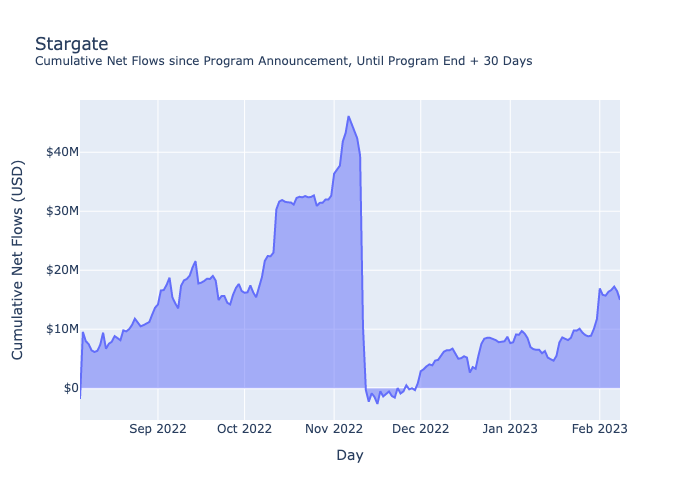 Stargate
Cumulative Net Flows since Program Announcement, Until Program End + 30 Days
Cumulative Net Flows (USD)
$40M
$30M
$20M
$10M
$0
Sep 2022
Oct 2022
Nov 2022
Dec 2022
Jan 2023
Feb 2023
Day